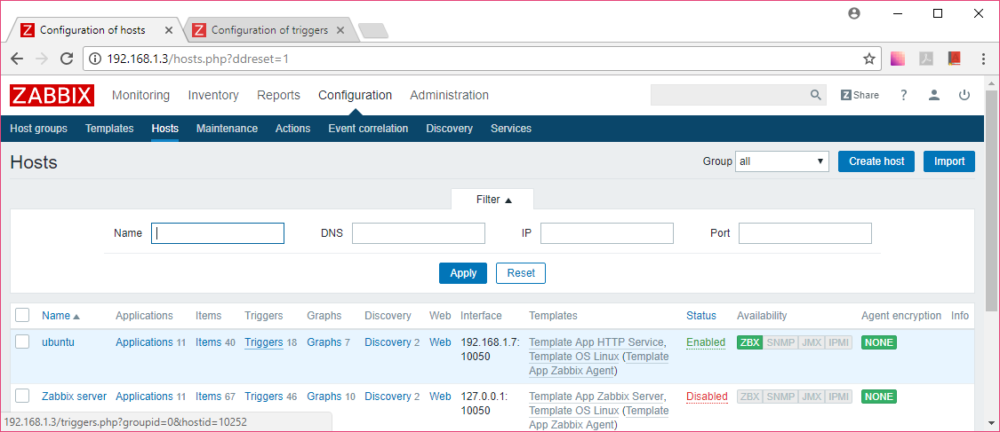 Configuration of hosts
Configuration of triggers
192.168.1.3/hosts.php?ddreset=1
ZABBIX Monitoring Inventory Reports Configuration Administration Z Share ?
Host groups Templates Hosts Maintenance Actions Event correlation Discovery Services
Hosts Group all Create host Import
Filter
Name DNS IP Port
Apply Reset
Name Applications Items Triggers Graphs Discovery Web Interface Templates Status Availability Agent encryption Info
ubuntu Applications 11 Items 40 Triggers 18 Graphs 7 Discovery 2 Web 192.168.1.7: Template App HTTP Service, Enabled ZBX SNMP JMX IPMI NONE
10050 Template OS Linux (Template
App Zabbix Agent)
Zabbix server Applications 11 Items 67 Triggers 46 Graphs 10 Discovery 2 Web 127.0.0.1: Template App Zabbix Server, Disabled ZBX SNMP JMX IPMI NONE
10050 Template OS Linux (Template
App Zabbix Agent)
192.168.1.3/triggers.php?groupid=0&hostid=10252